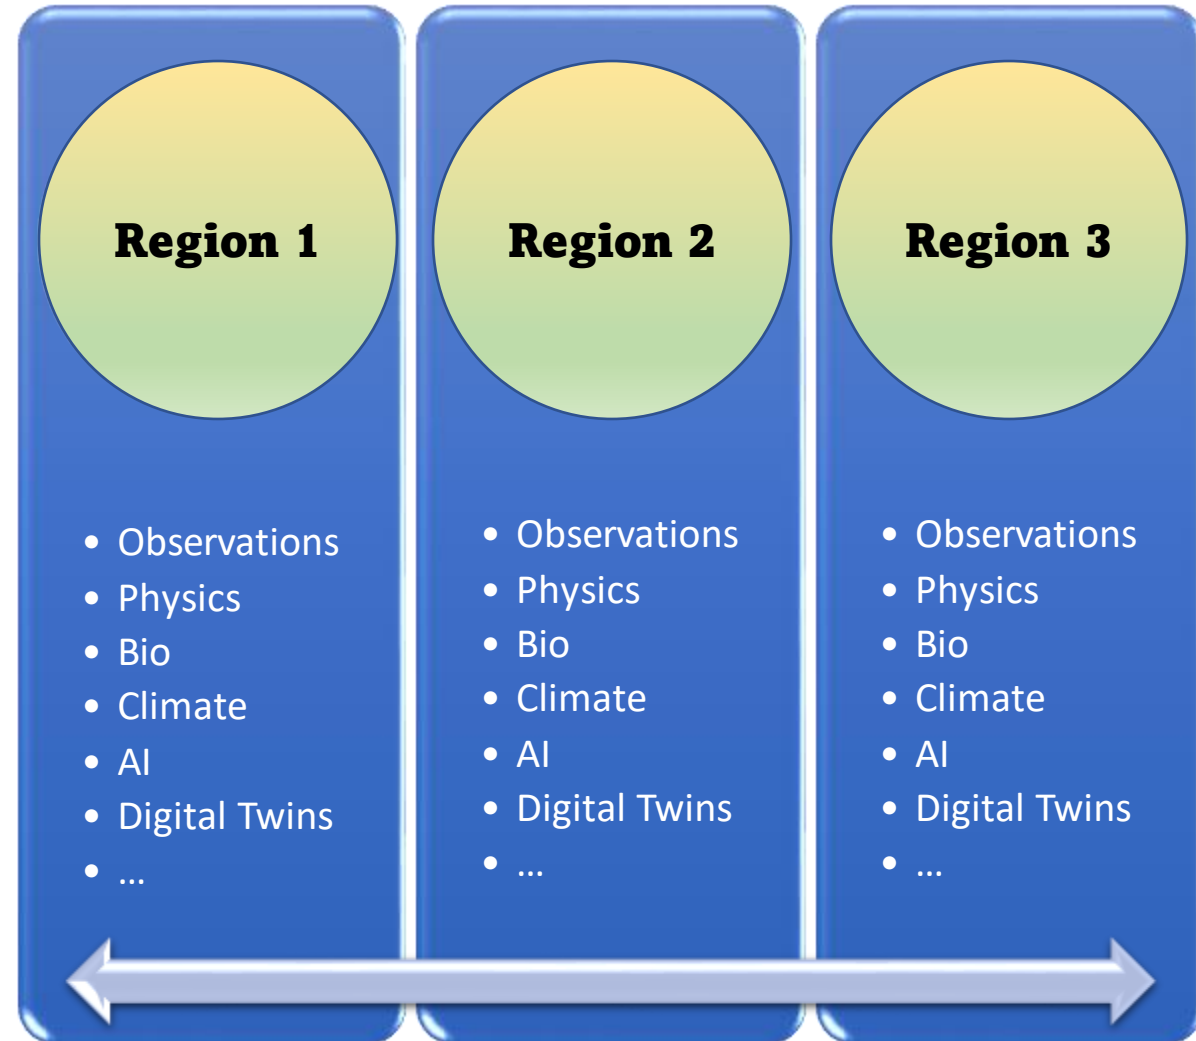 Region 1
• Observations
• Physics
• Bio
• Climate
• AI
• Digital Twins
• ...
Region 2
• Observations
• Physics
• Bio
• Climate
• AI
• Digital Twins
• ...
Region 3
• Observations
• Physics
• Bio
• Climate
• AI
• Digital Twins
• ...